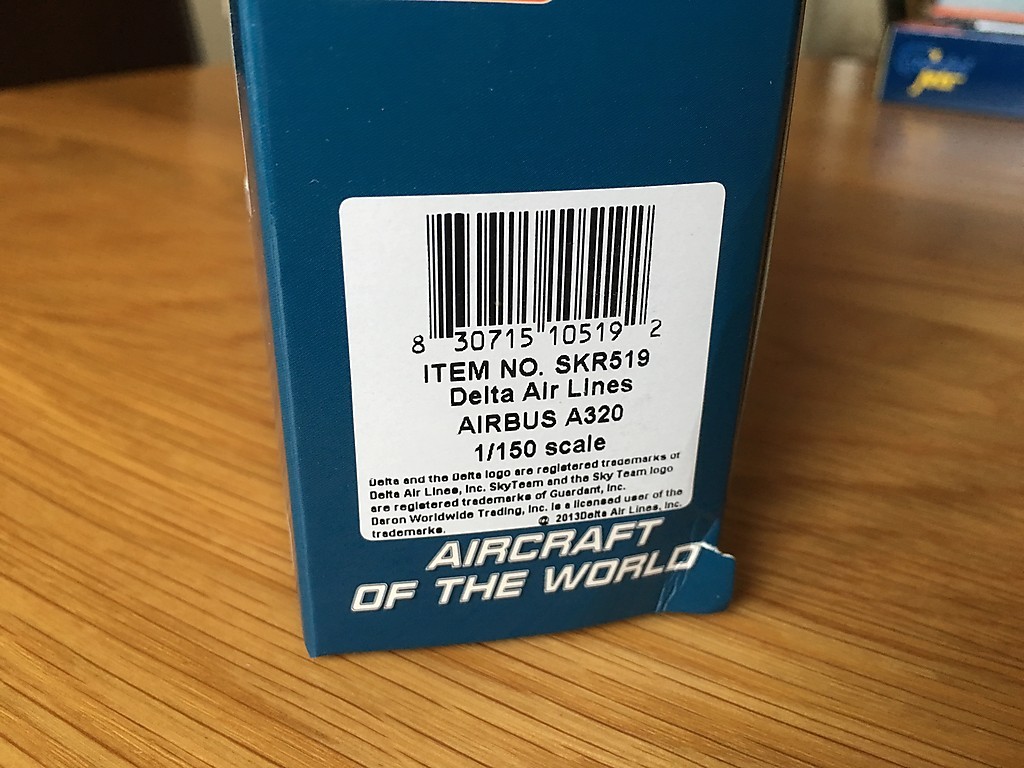 8 30715 10519 2
ITEM NO. SKR519
Delta Air Lines
AIRBUS A320
1/150 scale
Delta and the Delta logo are registered trademarks of
Delta Air Lines, Inc. SkyTeam and the Sky Team logo
are registered trademarks of Guardant, Inc.
Daron Worldwide Trading, Inc. is a licensed user of the
trademarks. © 2013Delta Air Lines, Inc.
AIRCRAFT
OF THE WORLD